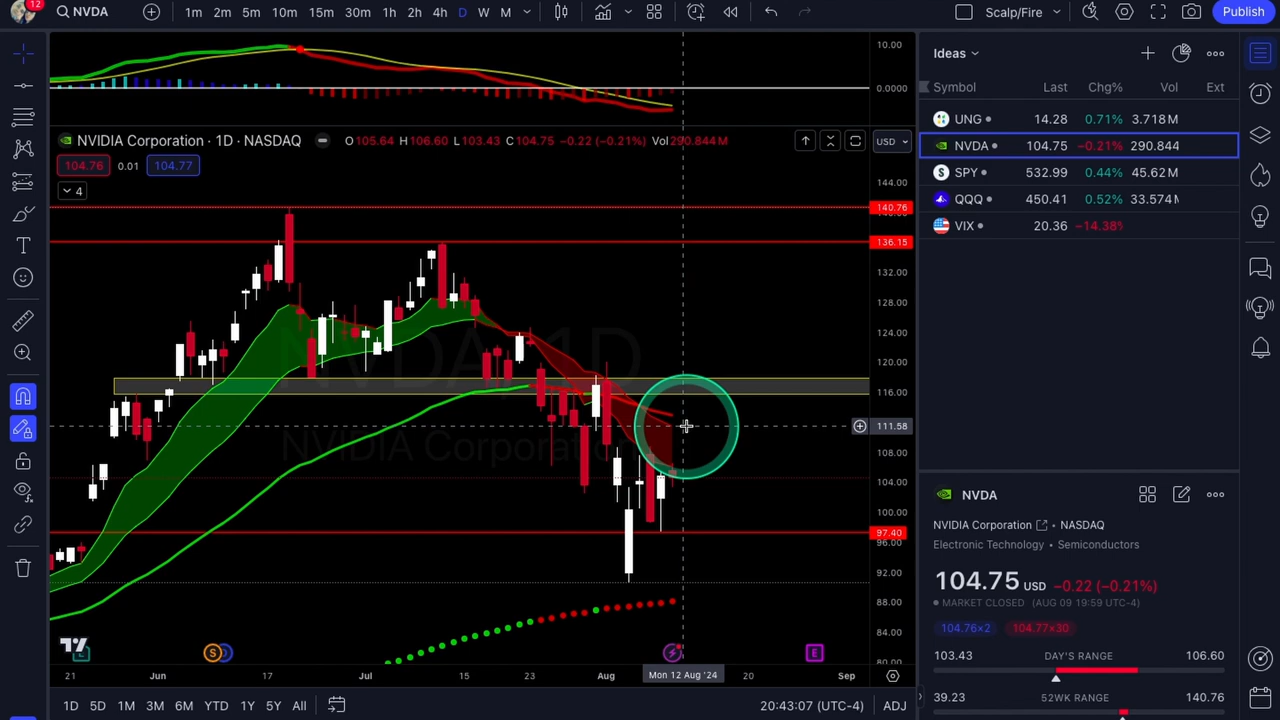 12
NVDA
1m 2m 5m 10m 15m 30m 1h 2h 4h D W M
Scalp/Fire
Publish
10.00
0.0000
NVIDIA Corporation · 1D · NASDAQ O105.64 H106.60 L103.43 C104.75 −0.22 (−0.21%) Vol290.844M
USD
104.76 0.01 104.77
4
144.00
140.76
136.15
132.00
128.00
124.00
120.00
116.00
111.58
108.00
104.00
100.00
97.40
96.00
92.00
88.00
84.00
80.00
NVDA, 1D
NVIDIA Corporation
S
E
21 Jun 17 Jul 15 23 Aug Mon 12 Aug '24 20 Sep
1D 5D 1M 3M 6M YTD 1Y 5Y All 20:43:07 (UTC-4) ADJ
Ideas
Symbol Last Chg% Vol Ext
UNG 14.28 0.71% 3.718M
NVDA 104.75 −0.21% 290.844
SPY 532.99 0.44% 45.62M
QQQ 450.41 0.52% 33.574M
VIX 20.36 −14.38%
NVDA
NVIDIA Corporation • NASDAQ
Electronic Technology • Semiconductors
104.75 USD −0.22 (−0.21%)
MARKET CLOSED (AUG 09 19:59 UTC-4)
104.76×2 104.77×30
103.43 DAY'S RANGE 106.60
39.23 52WK RANGE 140.76